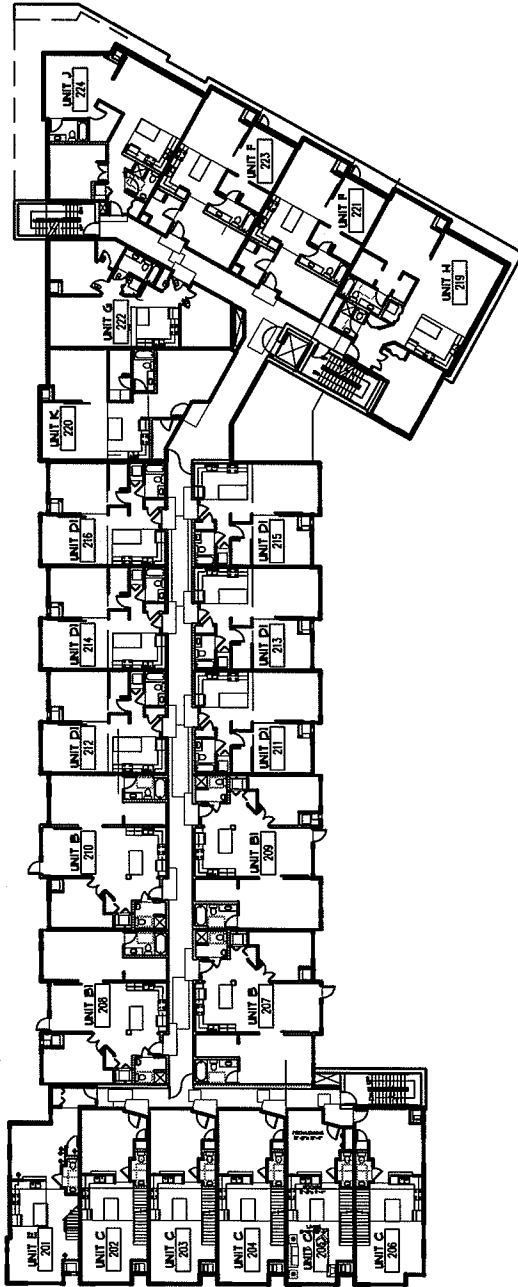 UNIT J
224
UNIT F
223
UNIT F
221
UNIT H
219
UNIT G
222
UNIT K
220
UNIT D1
216
UNIT D1
215
UNIT D1
214
UNIT D1
213
UNIT D1
212
UNIT D1
211
UNIT B
210
UNIT B1
209
UNIT B1
208
UNIT B
207
UNIT E
201
UNIT C
202
UNIT C
203
UNIT C
204
UNIT C
UNIT C
206